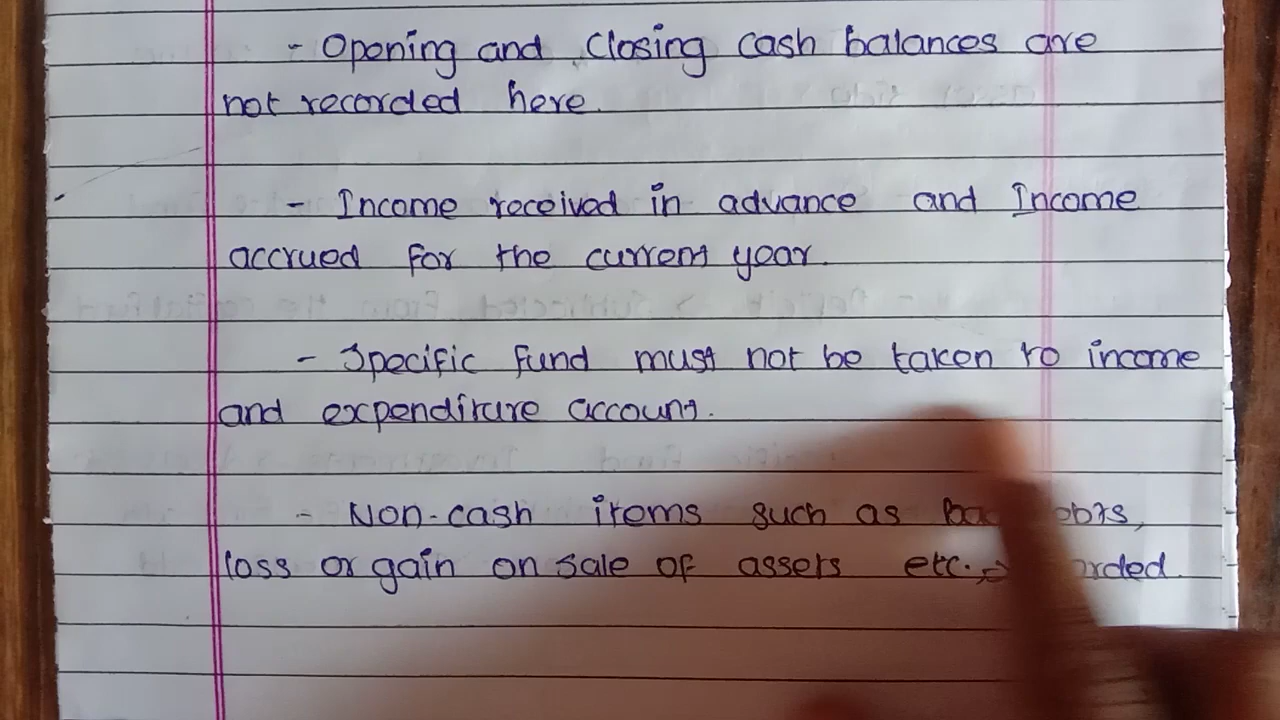 - Opening and Closing cash balances are
not recorded here.
- Income received in advance and Income
accrued for the current year.
- Specific fund must not be taken to income
and expenditure account.
- Non-cash items such as
loss or gain on sale of assets etc.,